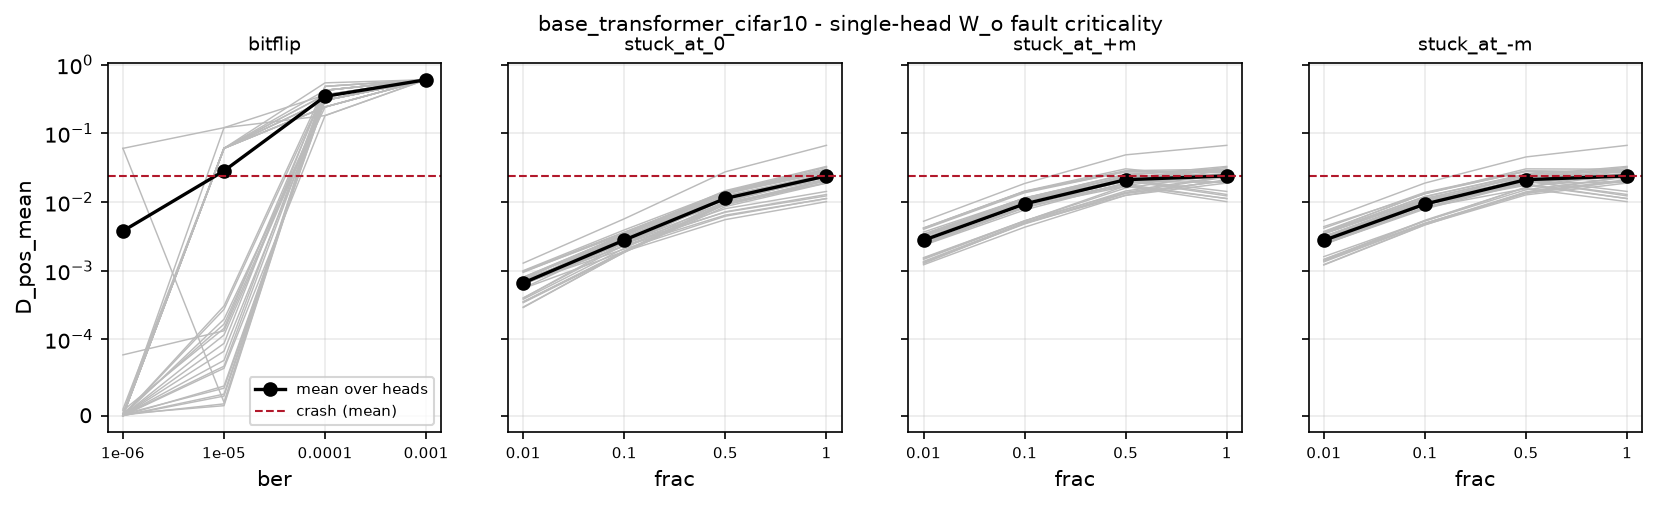 base_transformer_cifar10 - single-head W_o fault criticality
bitflip
stuck_at_0
stuck_at_+m
stuck_at_-m
D_pos_mean
10^0
10^-1
10^-2
10^-3
10^-4
0
mean over heads
crash (mean)
1e-06 1e-05 0.0001 0.001
ber
0.01 0.1 0.5 1
frac
0.01 0.1 0.5 1
frac
0.01 0.1 0.5 1
frac